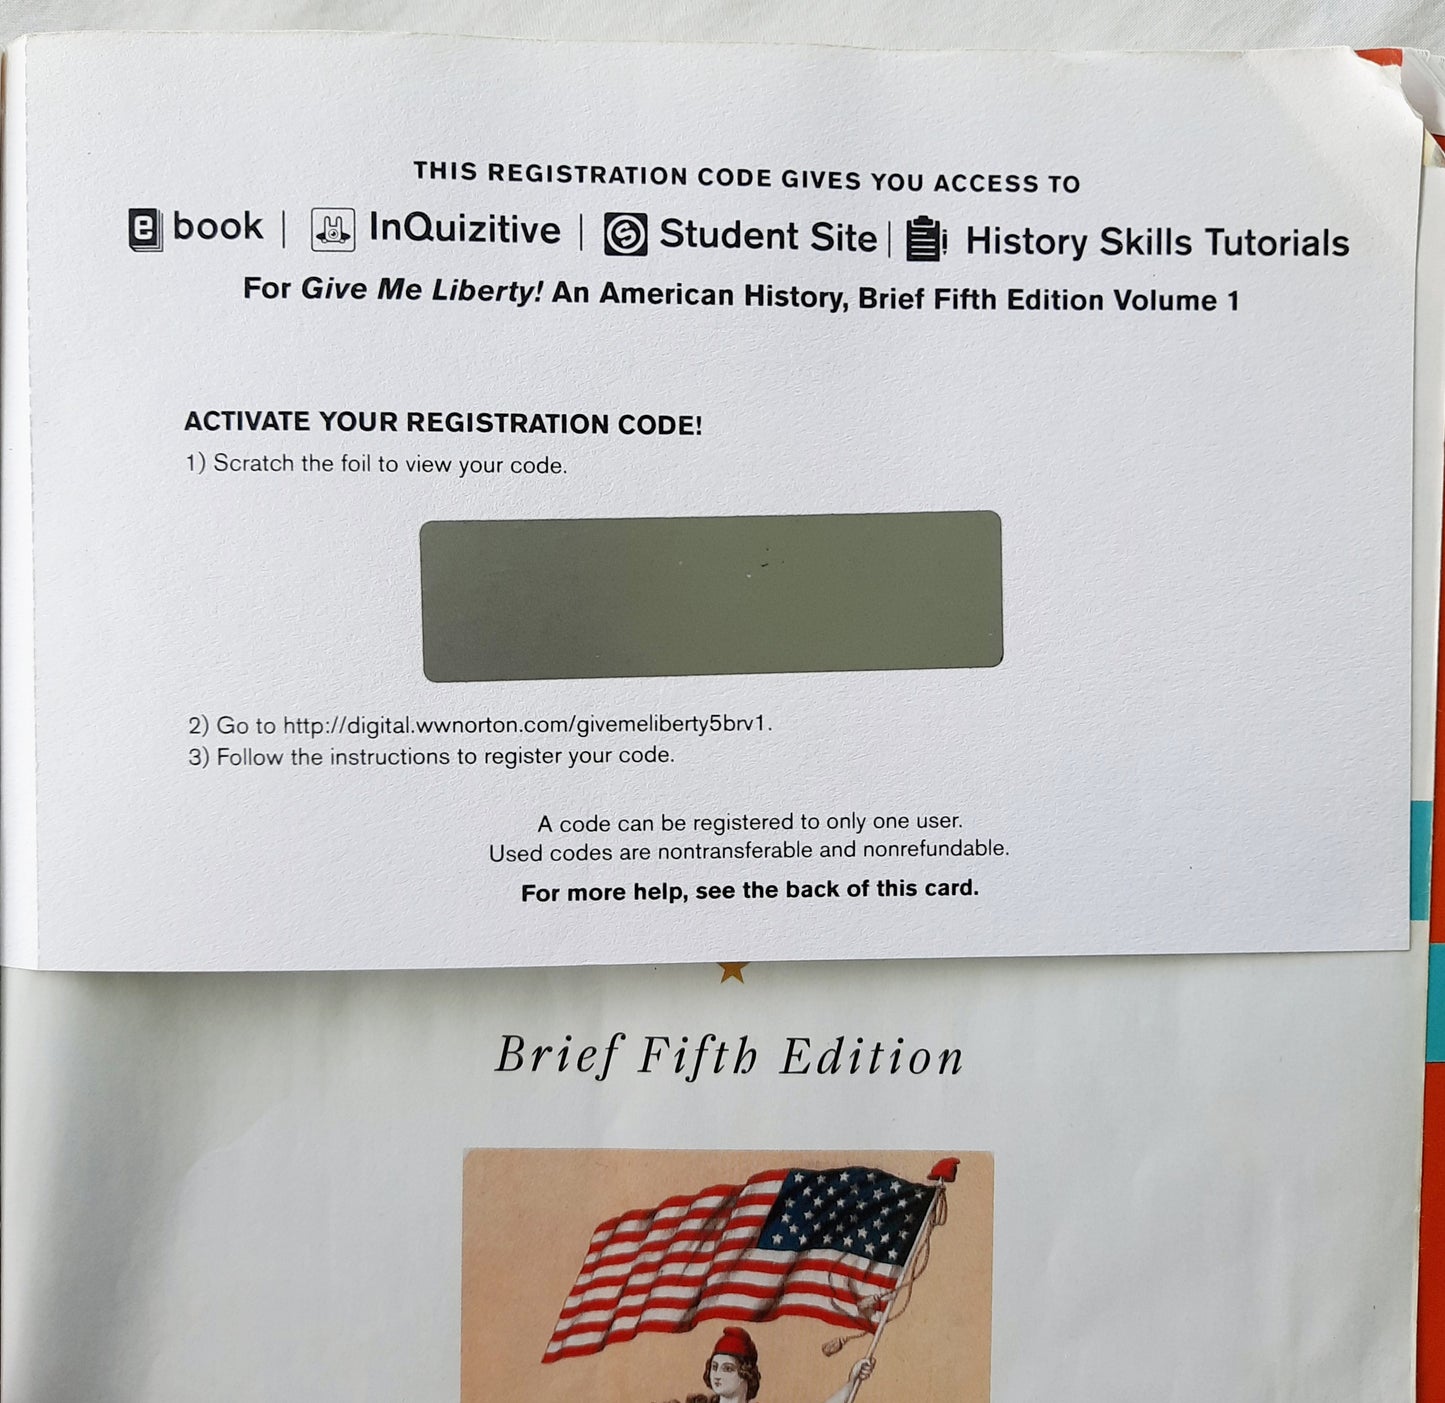 THIS REGISTRATION CODE GIVES YOU ACCESS TO
e book | InQuizitive | S Student Site | History Skills Tutorials
For Give Me Liberty! An American History, Brief Fifth Edition Volume 1
ACTIVATE YOUR REGISTRATION CODE!
1) Scratch the foil to view your code.
2) Go to http://digital.wwnorton.com/givemeliberty5brv1.
3) Follow the instructions to register your code.
A code can be registered to only one user.
Used codes are nontransferable and nonrefundable.
For more help, see the back of this card.
Brief Fifth Edition